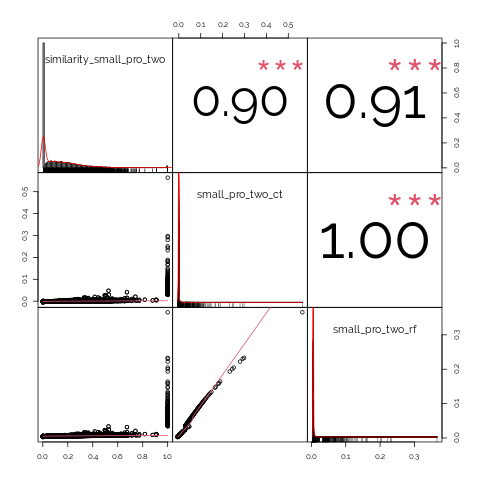 0.0 0.1 0.2 0.3 0.4 0.5
similarity_small_pro_two
***
0.90
***
0.91
0.0 0.2 0.4 0.6 0.8 1.0
0.0 0.1 0.2 0.3 0.4 0.5
small_pro_two_ct
***
1.00
small_pro_two_rf
0.0 0.1 0.2 0.3
0.0 0.2 0.4 0.6 0.8 1.0
0.0 0.1 0.2 0.3